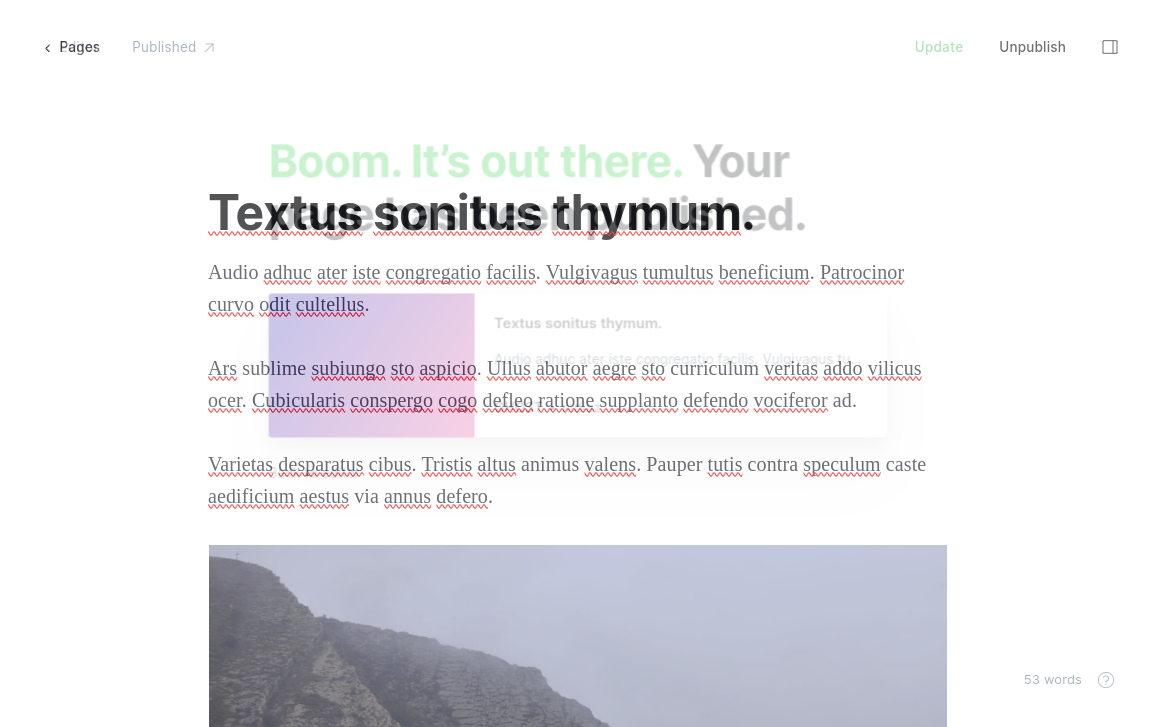 Pages
Published
Update
Unpublish
Boom. It’s out there. Your
page has been published.
Textus sonitus thymum.
Audio adhuc ater iste congregatio facilis. Vulgivagus tumultus beneficium. Patrocinor
curvo odit cultellus.
Textus sonitus thymum.
Audio adhuc ater iste congregatio facilis. Vulgivagus tu...
Ars sublime subiungo sto aspicio. Ullus abutor aegre sto curriculum veritas addo vilicus
ocer. Cubicularis conspergo cogo defleo ratione supplanto defendo vociferor ad.
Varietas desparatus cibus. Tristis altus animus valens. Pauper tutis contra speculum caste
aedificium aestus via annus defero.
53 words